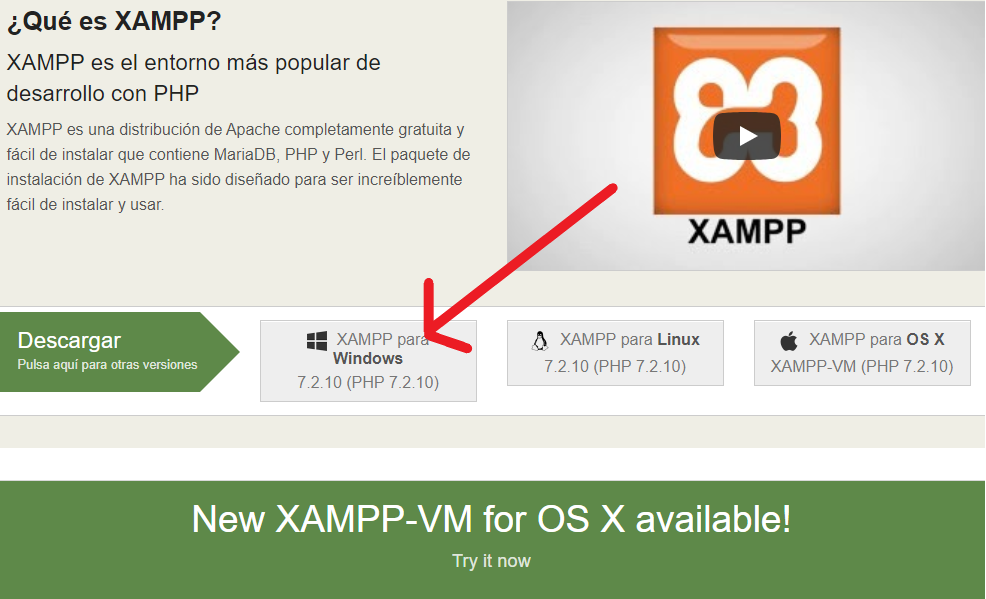 ¿Qué es XAMPP?
XAMPP es el entorno más popular de
desarrollo con PHP
XAMPP es una distribución de Apache completamente gratuita y
fácil de instalar que contiene MariaDB, PHP y Perl. El paquete de
instalación de XAMPP ha sido diseñado para ser increíblemente
fácil de instalar y usar.
XAMPP
Descargar
Pulsa aquí para otras versiones
XAMPP para
Windows
7.2.10 (PHP 7.2.10)
XAMPP para Linux
7.2.10 (PHP 7.2.10)
XAMPP para OS X
XAMPP-VM (PHP 7.2.10)
New XAMPP-VM for OS X available!
Try it now